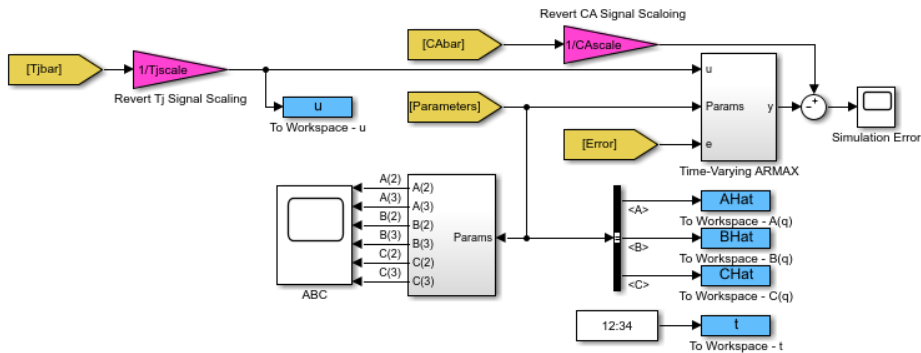 Revert CA Signal Scaloing
[CAbar]
1/CAscale
[Tjbar]
1/Tjscale
Revert Tj Signal Scaling
u
To Workspace - u
[Parameters]
[Error]
u
Params
e
y
Time-Varying ARMAX
-
+
Simulation Error
A(2)
A(3)
B(2)
B(3)
C(2)
C(3)
A(2)
A(3)
B(2)
B(3)
C(2)
C(3)
Params
ABC
<A>
<B>
<C>
AHat
To Workspace - A(q)
BHat
To Workspace - B(q)
CHat
To Workspace - C(q)
12:34
t
To Workspace - t